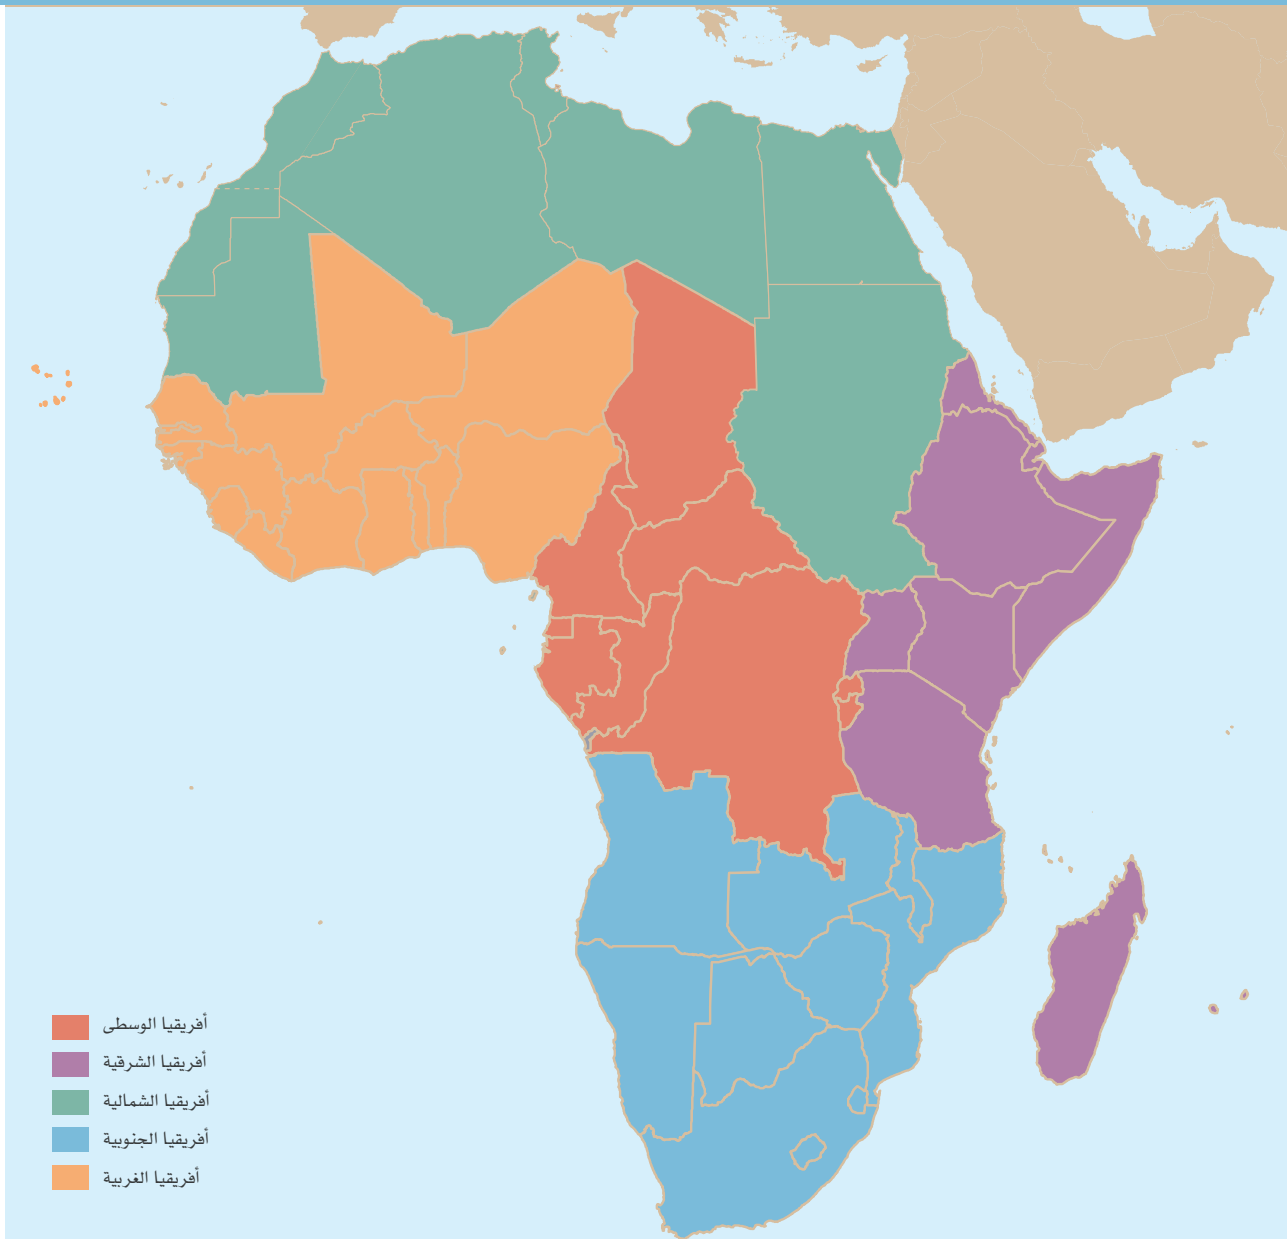 أفريقيا الوسطى
أفريقيا الشرقية
أفريقيا الشمالية
أفريقيا الجنوبية
أفريقيا الغربية